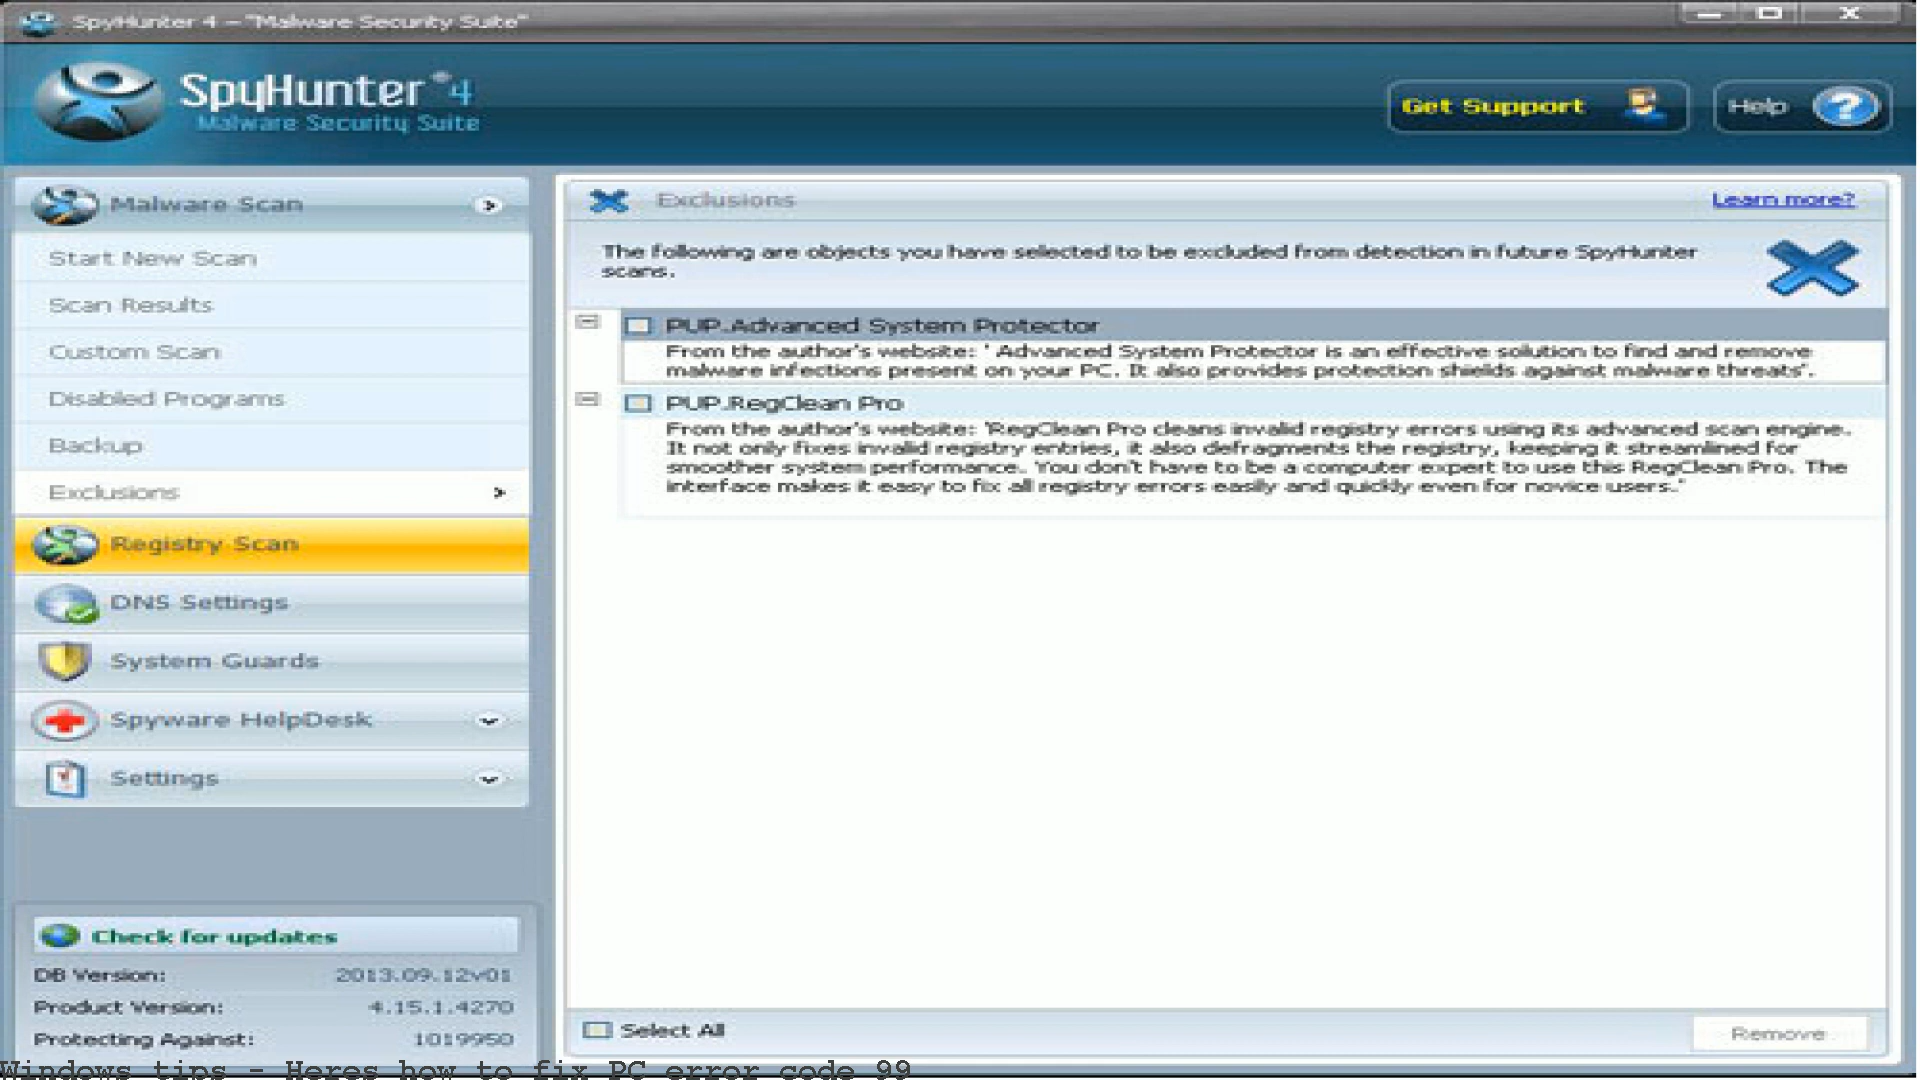 SpyHunter 4 - "Malware Security Suite"
SpyHunter® 4
Malware Security Suite
Get Support
Help
Malware Scan
Start New Scan
Scan Results
Custom Scan
Disabled Programs
Backup
Exclusions
Registry Scan
DNS Settings
System Guards
Spyware HelpDesk
Settings
Check for updates
DB Version: 2013.09.12v01
Product Version: 4.15.1.4270
Protecting Against: 1019950
Exclusions
Learn more?
The following are objects you have selected to be excluded from detection in future SpyHunter
scans.
PUP.Advanced System Protector
From the author's website: ' Advanced System Protector is an effective solution to find and remove
malware infections present on your PC. It also provides protection shields against malware threats'.
PUP.RegClean Pro
From the author's website: 'RegClean Pro cleans invalid registry errors using its advanced scan engine.
It not only fixes invalid registry entries, it also defragments the registry, keeping it streamlined for
smoother system performance. You don't have to be a computer expert to use this RegClean Pro. The
interface makes it easy to fix all registry errors easily and quickly even for novice users.'
Select All
Remove
Windows tips - Heres how to fix PC error code 99